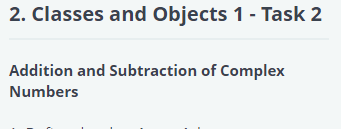 2. Classes and Objects 1 - Task 2
Addition and Subtraction of Complex
Numbers